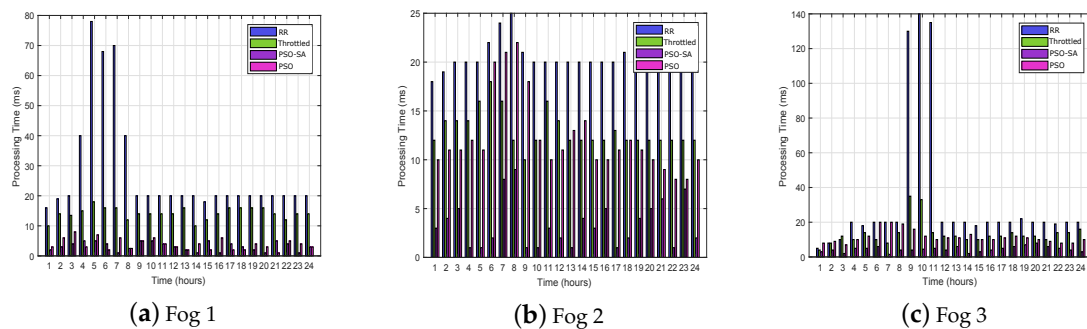 80
70
60
50
40
30
20
10
0
Processing Time (ms)
RR
Throttled
PSO-SA
PSO
1 2 3 4 5 6 7 8 9 10 11 12 13 14 15 16 17 18 19 20 21 22 23 24
Time (hours)
(a) Fog 1
25
20
15
10
5
0
Processing Time (ms)
RR
Throttled
PSO-SA
PSO
1 2 3 4 5 6 7 8 9 10 11 12 13 14 15 16 17 18 19 20 21 22 23 24
Time (hours)
(b) Fog 2
140
120
100
80
60
40
20
0
Processing Time (ms)
RR
Throttled
PSO-SA
PSO
1 2 3 4 5 6 7 8 9 10 11 12 13 14 15 16 17 18 19 20 21 22 23 24
Time (hours)
(c) Fog 3